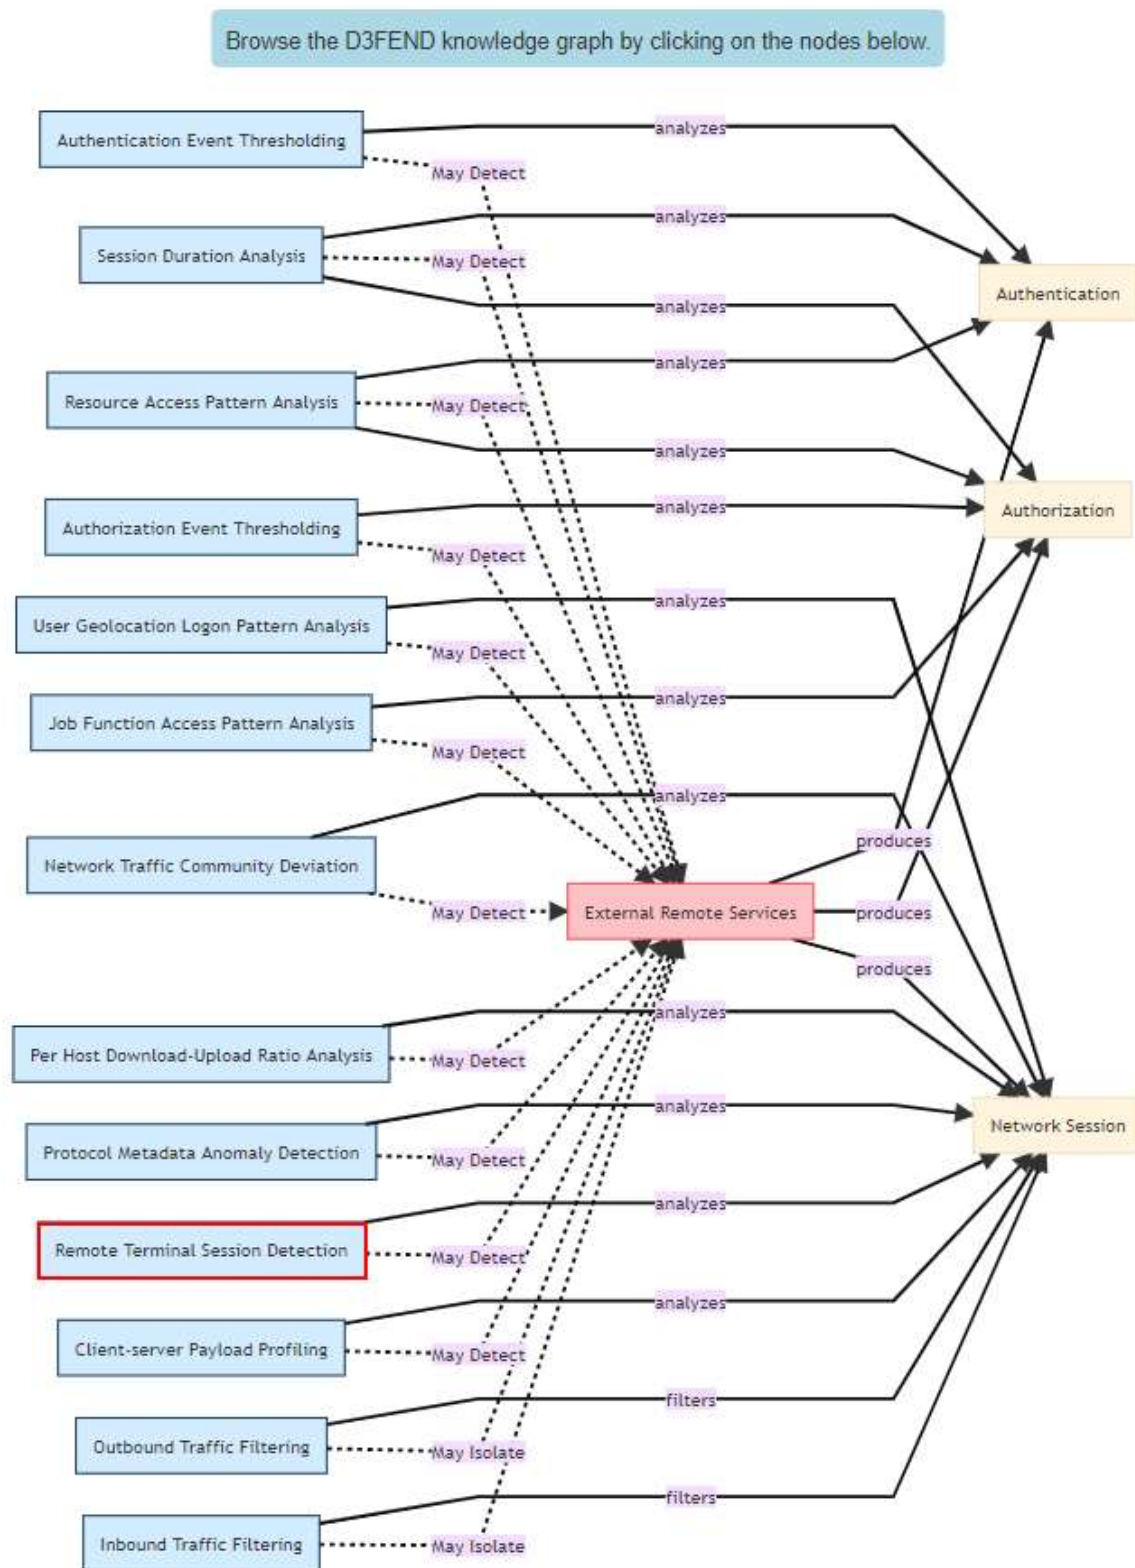 Browse the D3FEND knowledge graph by clicking on the nodes below.
analyzes
Authentication Event Thresholding
May Detect
analyzes
Session Duration Analysis
May Detect
Authentication
analyzes
analyzes
Resource Access Pattern Analysis
May Detect
analyzes
analyzes
Authorization
Authorization Event Thresholding
May Detect
analyzes
User Geolocation Logon Pattern Analysis
May Detect
analyzes
Job Function Access Pattern Analysis
May Detect
analyzes
produces
Network Traffic Community Deviation
May Detect
External Remote Services
produces
produces
analyzes
Per Host Download-Upload Ratio Analysis
May Detect
analyzes
Network Session
Protocol Metadata Anomaly Detection
May Detect
analyzes
Remote Terminal Session Detection
May Detect
analyzes
Client-server Payload Profiling
May Detect
filters
Outbound Traffic Filtering
May Isolate
filters
Inbound Traffic Filtering
May Isolate